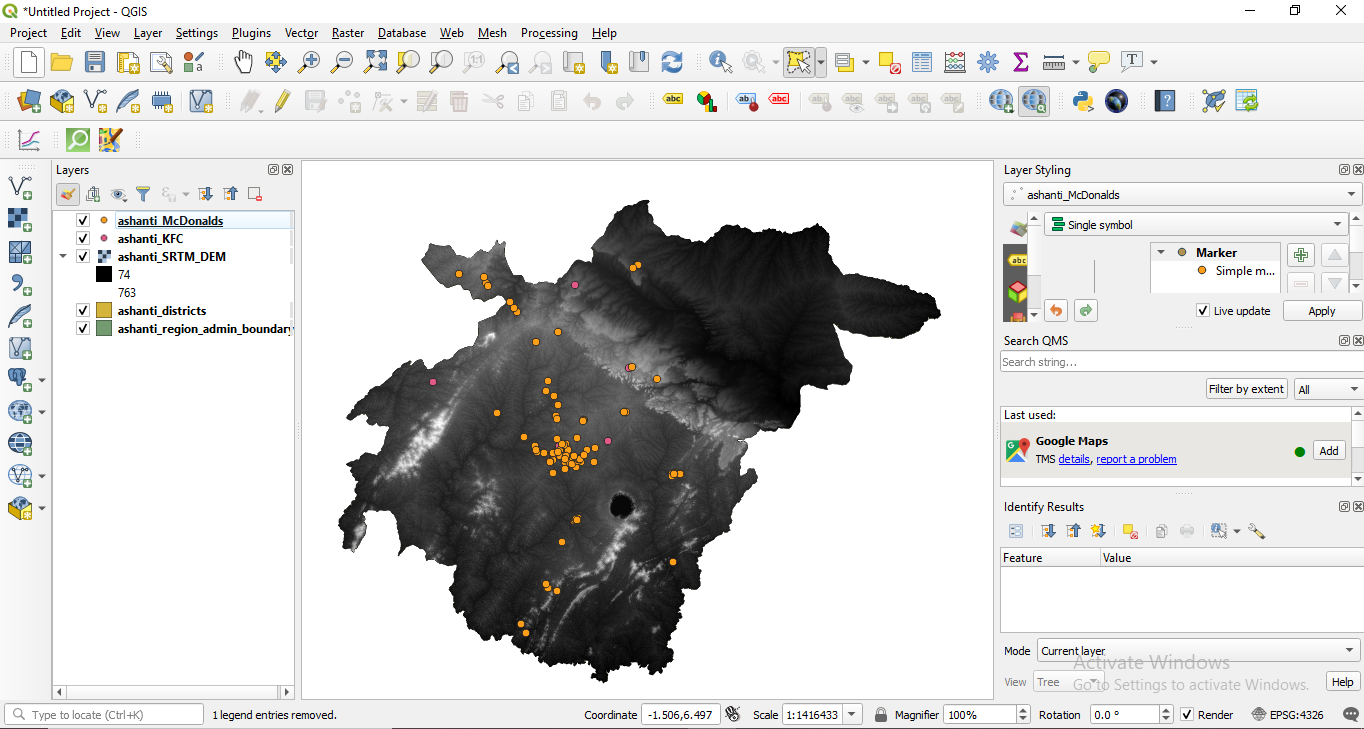 *Untitled Project - QGIS
Project Edit View Layer Settings Plugins Vector Raster Database Web Mesh Processing Help
Layers
ashanti_McDonalds
ashanti_KFC
ashanti_SRTM_DEM
74
763
ashanti_districts
ashanti_region_admin_boundary
Layer Styling
ashanti_McDonalds
Single symbol
Marker
Simple m...
Live update Apply
Search QMS
Search string...
Filter by extent All
Last used:
Google Maps
TMS details, report a problem
Add
Identify Results
Feature Value
Mode Current layer
Activate Windows
View Tree Help
Go to Settings to activate Windows.
Type to locate (Ctrl+K) 1 legend entries removed. Coordinate -1.506,6.497 Scale 1:1416433 Magnifier 100% Rotation 0.0 ° Render EPSG:4326